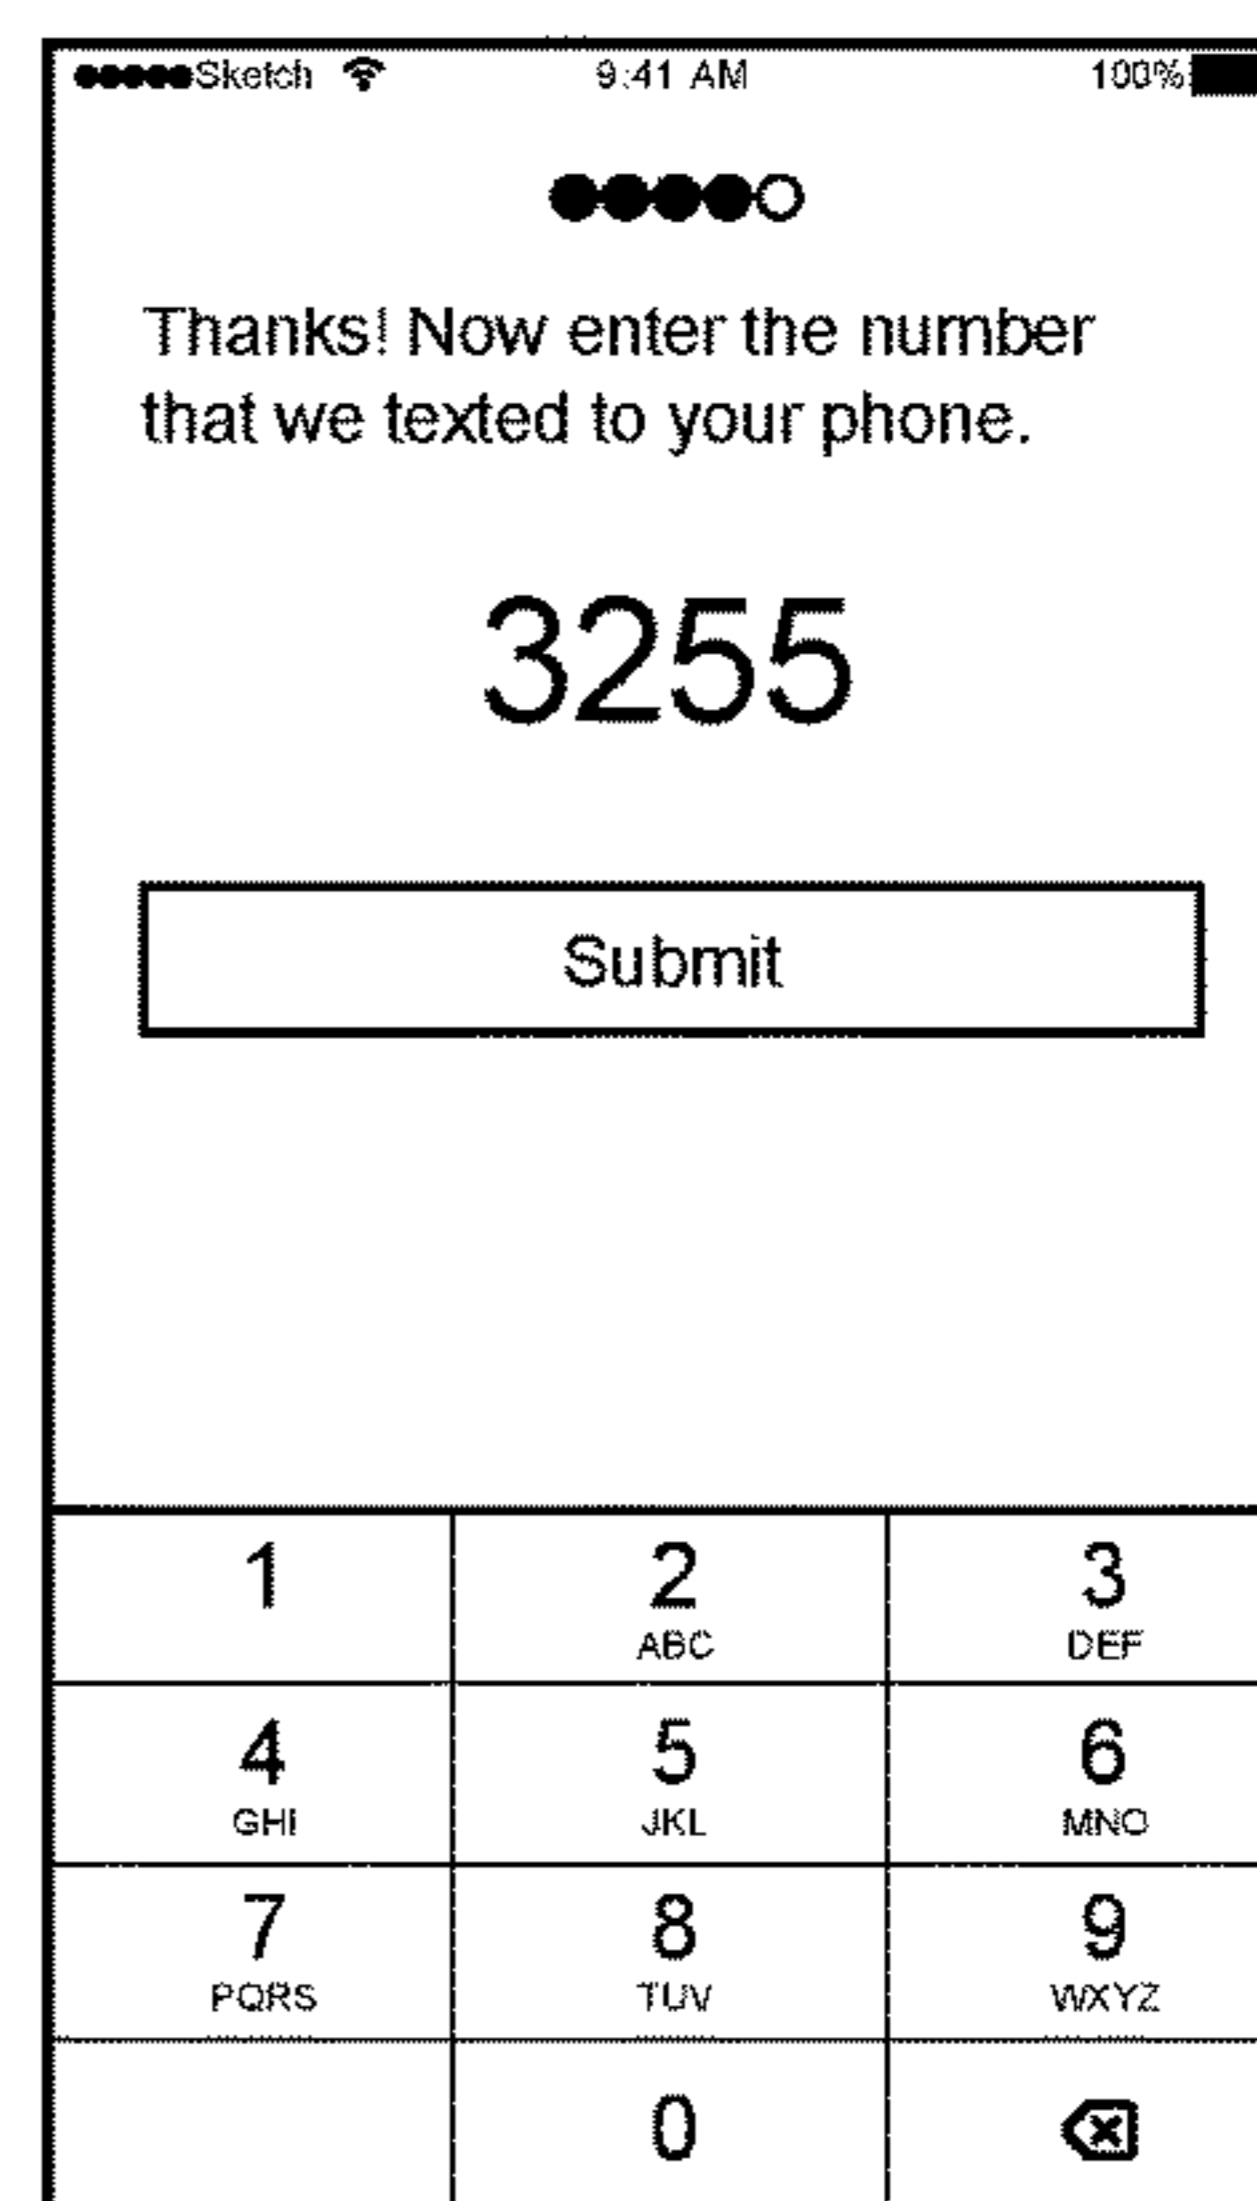 Sketch 9:41 AM 100%
Thanks! Now enter the number
that we texted to your phone.
3255
Submit
1 2 3
ABC DEF
4 5 6
GHI JKL MNO
7 8 9
PQRS TUV WXYZ
0